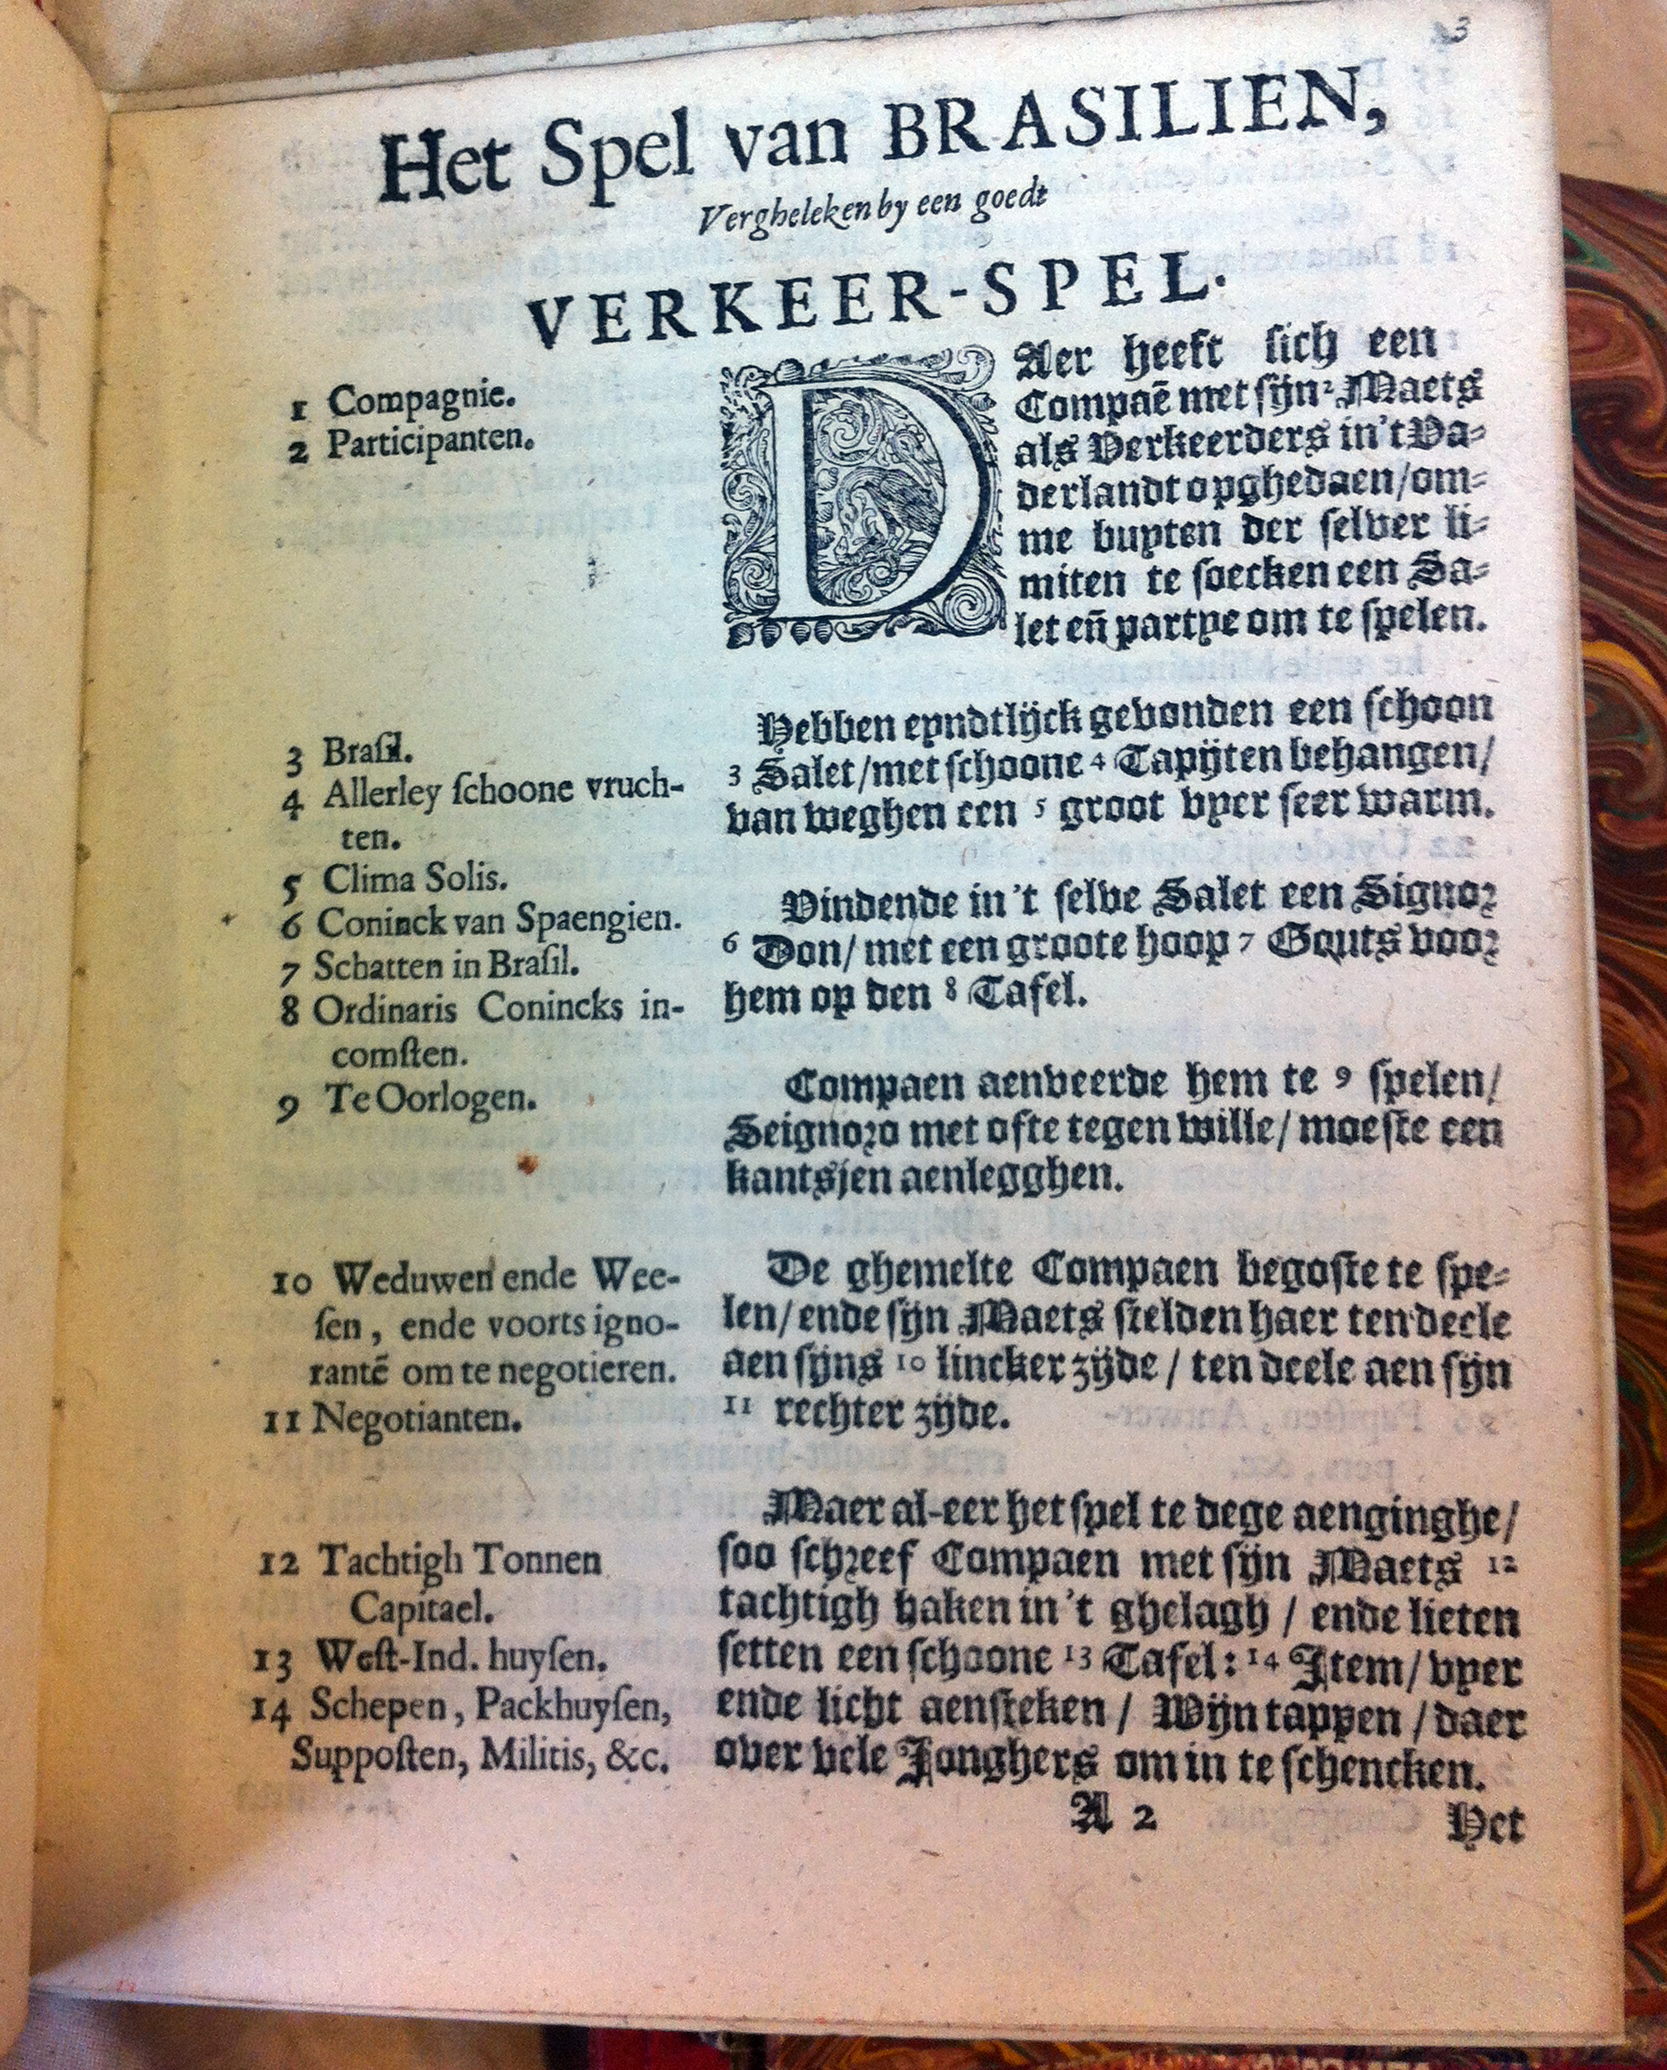 3
Het Spel van BRASILIEN,
Vergheleken by een goedt
VERKEER-SPEL.
1 Compagnie.
2 Participanten.
DAer heeft sich een
Compaẽ met sijn 2 Maets
als Verkeerders in 't Va-
derlandt opghedaen/om-
me buyten der selver li-
miten te soecken een Sa-
let eñ partye om te spelen.
3 Brasil.
4 Allerley schoone vruch-
ten.
5 Clima Solis.
6 Coninck van Spaengien.
7 Schatten in Brasil.
8 Ordinaris Conincks in-
comsten.
9 Te Oorlogen.
Hebben eyndtlijck gevonden een schoon
3 Salet/met schoone 4 Tapijten behangen/
van weghen een 5 groot vyer seer warm.
Vindende in 't selve Salet een Signor
6 Don/ met een groote hoop 7 Gouts voor
hem op den 8 Tafel.
Compaen aenveerde hem te 9 spelen/
Seignoro met ofte tegen wille/ moeste een
kantsjen aenlegghen.
10 Weduwen ende Wee-
sen, ende voorts igno-
rantẽ om te negotieren.
11 Negotianten.
De ghemelte Compaen begoste te spe-
len/ ende sijn Maets stelden haer ten deele
aen sijns 10 lincker zijde / ten deele aen sijn
11 rechter zijde.
12 Tachtigh Tonnen
Capitael.
13 West-Ind. huysen.
14 Schepen, Packhuysen,
Supposten, Militis, &c.
Maer al-eer het spel te dege aenginghe/
soo schreef Compaen met sijn Maets 12
tachtigh baken in 't ghelagh / ende lieten
setten een schoone 13 Tafel: 14 Item/ vyer
ende licht aensteken / Wijn tappen / daer
over vele Jonghers om in te schencken.
A 2
Het